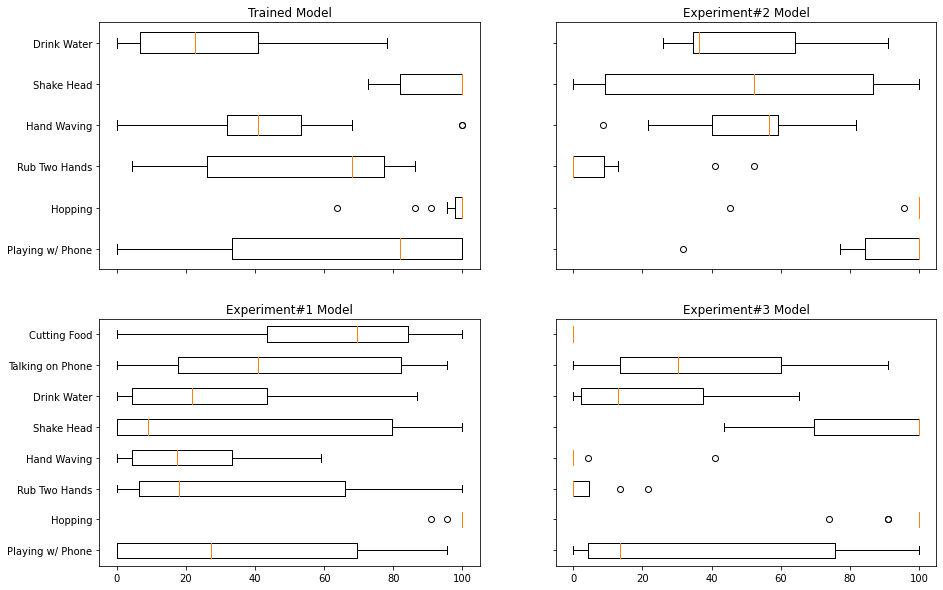 Trained Model
Experiment#2 Model
Drink Water
Shake Head
Hand Waving
Rub Two Hands
Hopping
Playing w/ Phone
Experiment#1 Model
Experiment#3 Model
Cutting Food
Talking on Phone
Drink Water
Shake Head
Hand Waving
Rub Two Hands
Hopping
Playing w/ Phone
0 20 40 60 80 100
0 20 40 60 80 100